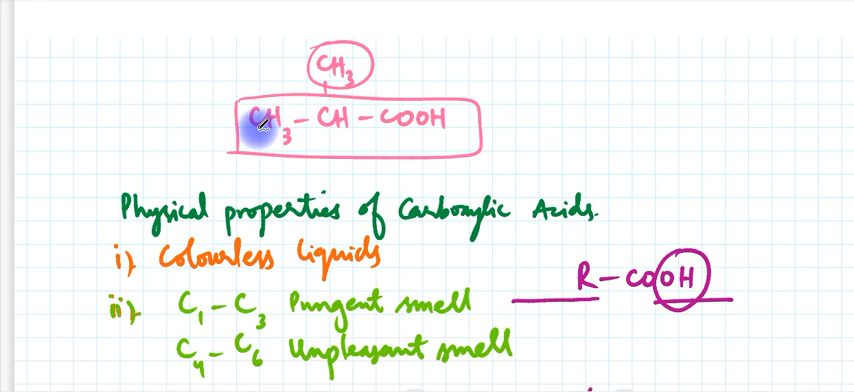 CH₃
CH₃ - CH - COOH
Physical properties of Carboxylic Acids.
i) Colourless liquids
R - COOH
ii) C₁ - C₃ Pungent smell
C₄ - C₆ Unpleasant smell